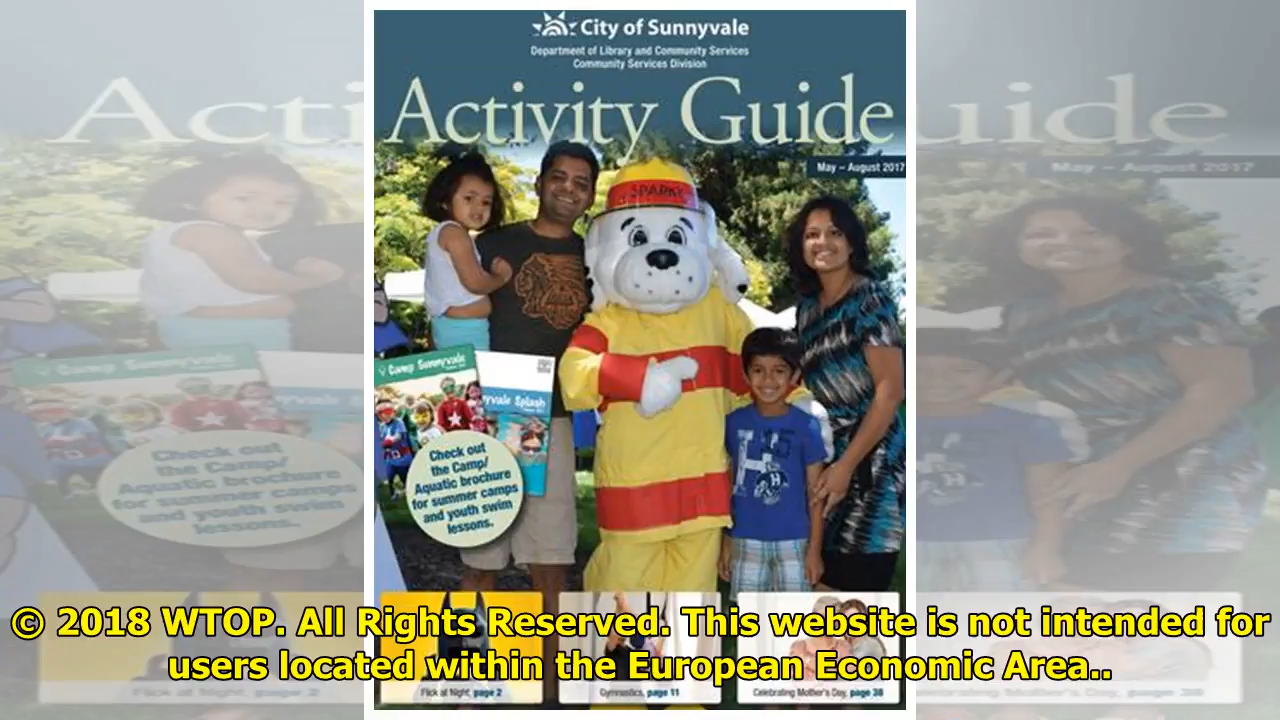 City of Sunnyvale
Department of Library and Community Services
Community Services Division
Activity Guide
May – August 2017
SPARKY
Camp Sunnyvale
yvale Splash
Check out
the Camp/
Aquatic brochure
for summer camps
and youth swim
lessons.
© 2018 WTOP. All Rights Reserved. This website is not intended for
users located within the European Economic Area..
Flick at Night, page 2
Gymnastics, page 11
Celebrating Mother's Day, page 38